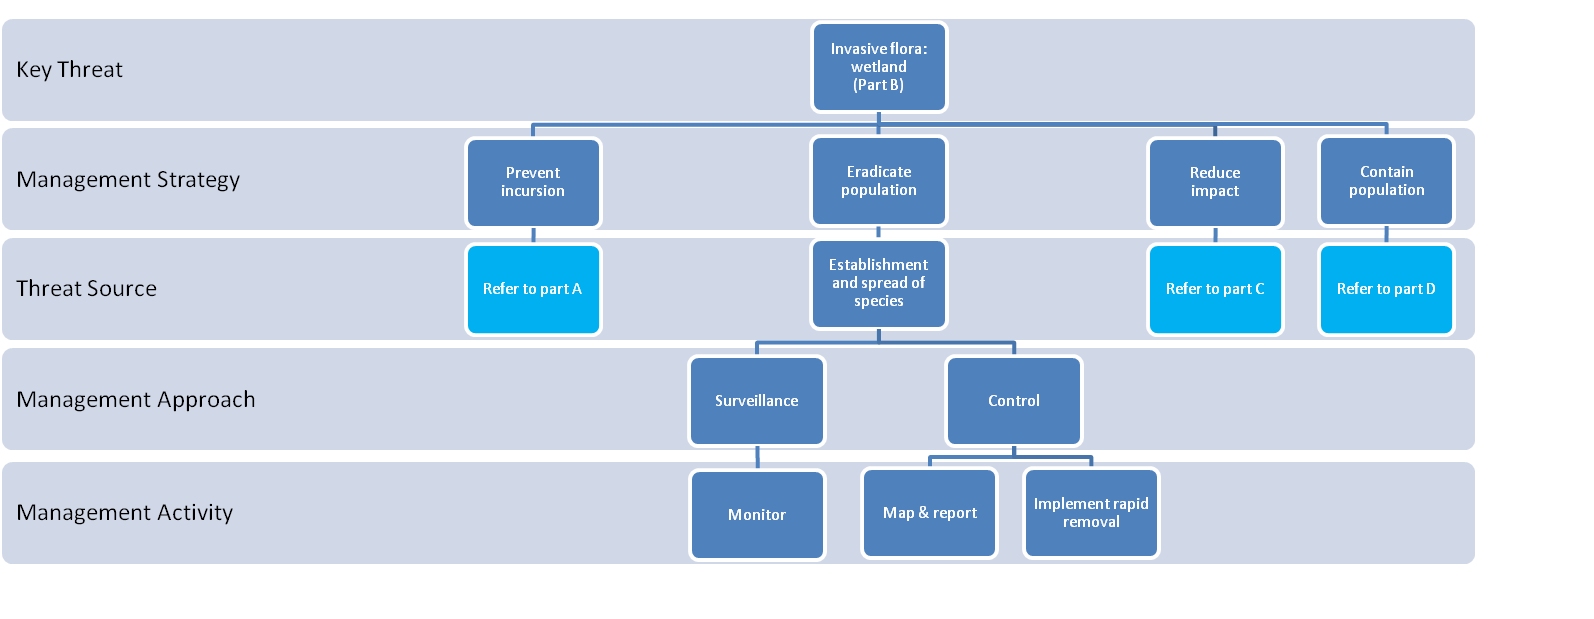 Key Threat
Invasive flora:
wetland
(Part B)
Management Strategy
Prevent
incursion
Eradicate
population
Reduce
impact
Contain
population
Threat Source
Refer to part A
Establishment
and spread of
species
Refer to part C
Refer to part D
Management Approach
Surveillance
Control
Management Activity
Monitor
Map & report
Implement rapid
removal